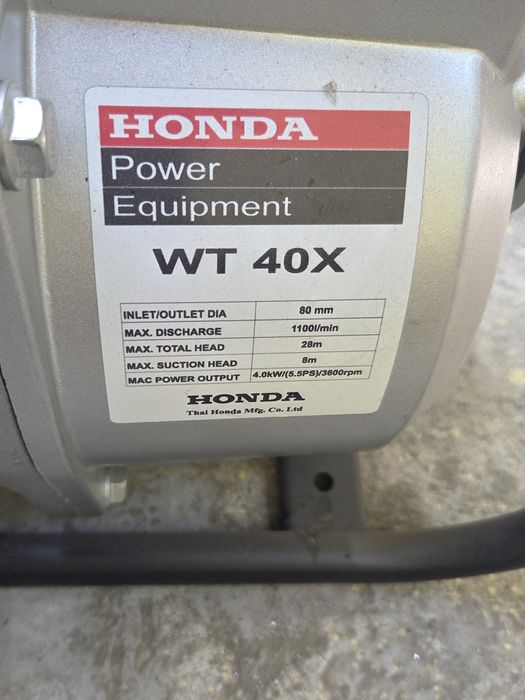 HONDA
Power
Equipment
WT 40X
INLET/OUTLET DIA 80 mm
MAX. DISCHARGE 1100l/min
MAX. TOTAL HEAD 28m
MAX. SUCTION HEAD 8m
MAC POWER OUTPUT 4.0kW/(5.5PS)/3600rpm
HONDA
Thai Honda Mfg. Co. Ltd